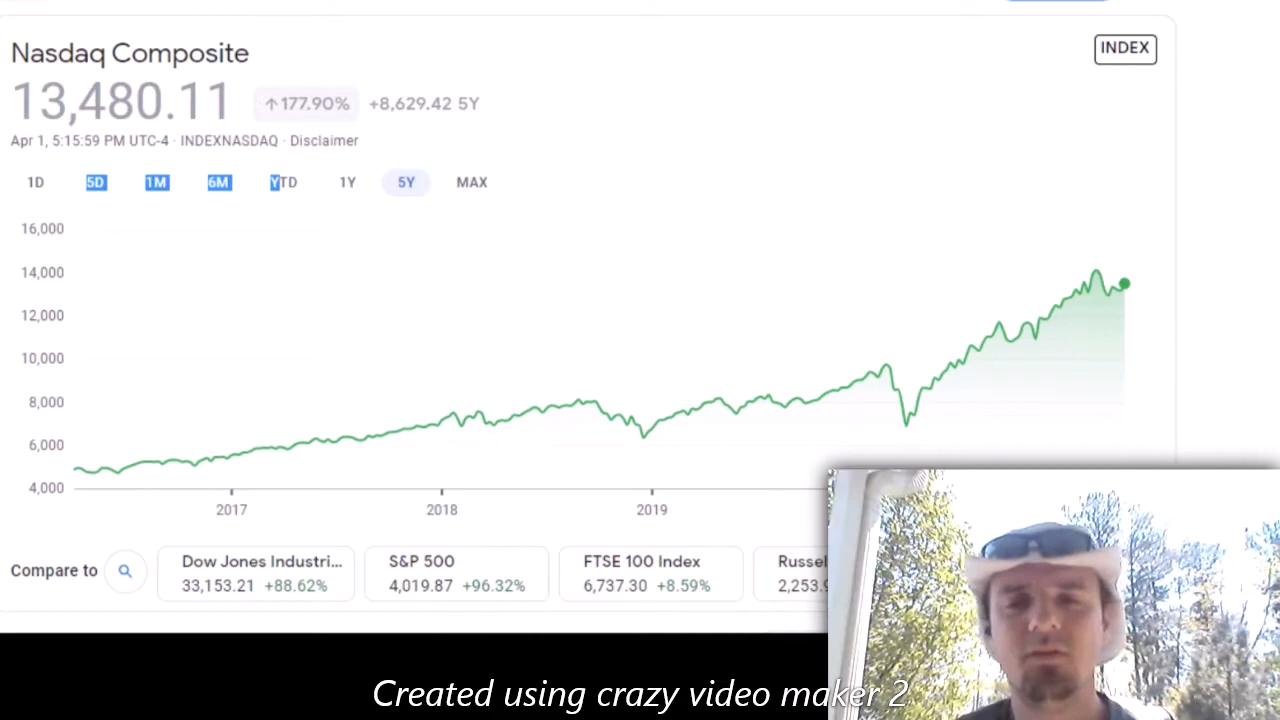 Nasdaq Composite
INDEX
13,480.11 ↑177.90% +8,629.42 5Y
Apr 1, 5:15:59 PM UTC-4 · INDEXNASDAQ · Disclaimer
1D 5D 1M 6M YTD 1Y 5Y MAX
16,000
14,000
12,000
10,000
8,000
6,000
4,000
2017 2018 2019
Compare to
Dow Jones Industri... S&P 500 FTSE 100 Index Russel
33,153.21 +88.62% 4,019.87 +96.32% 6,737.30 +8.59% 2,253.9
Created using crazy video maker 2